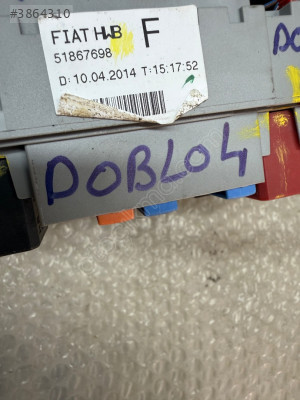 #3864310
FIAT HWB F
51867698
D: 10.04.2014 T:15:17:52
DOBLO4
DO